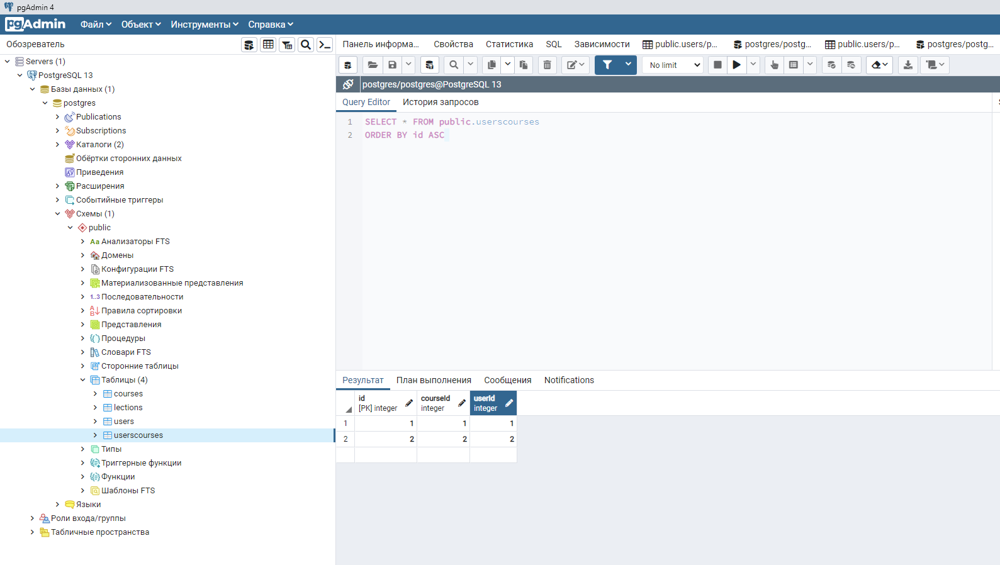 pgAdmin 4
pgAdmin Файл Объект Инструменты Справка
Обозреватель
Servers (1)
PostgreSQL 13
Базы данных (1)
postgres
Publications
Subscriptions
Каталоги (2)
Обёртки сторонних данных
Приведения
Расширения
Событийные триггеры
Схемы (1)
public
Aa Анализаторы FTS
Домены
Конфигурации FTS
Материализованные представления
1..3 Последовательности
Правила сортировки
Представления
Процедуры
Словари FTS
Сторонние таблицы
Таблицы (4)
courses
lections
users
userscourses
Типы
Триггерные функции
Функции
Шаблоны FTS
Языки
Роли входа/группы
Табличные пространства
Панель информа... Свойства Статистика SQL Зависимости public.users/p... postgres/postg... public.users/p... postgres/postg...
No limit
postgres/postgres@PostgreSQL 13
Query Editor История запросов
1 SELECT * FROM public.userscourses
2 ORDER BY id ASC
Результат План выполнения Сообщения Notifications
id courseId userId
[PK] integer integer integer
1 1 1 1
2 2 2 2